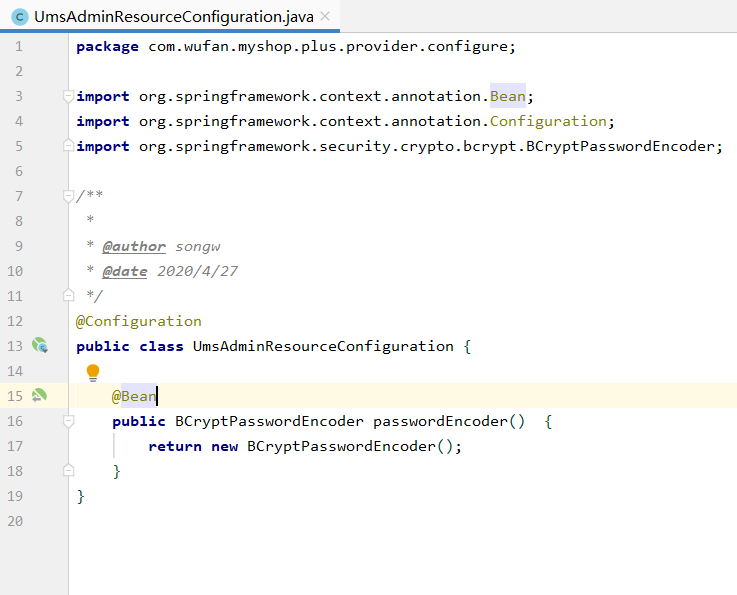 C UmsAdminResourceConfiguration.java ×
1 package com.wufan.myshop.plus.provider.configure;
2
3 import org.springframework.context.annotation.Bean;
4 import org.springframework.context.annotation.Configuration;
5 import org.springframework.security.crypto.bcrypt.BCryptPasswordEncoder;
6
7 /**
8 *
9 * @author songw
10 * @date 2020/4/27
11 */
12 @Configuration
13 public class UmsAdminResourceConfiguration {
14
15 @Bean
16 public BCryptPasswordEncoder passwordEncoder() {
17 return new BCryptPasswordEncoder();
18 }
19 }
20